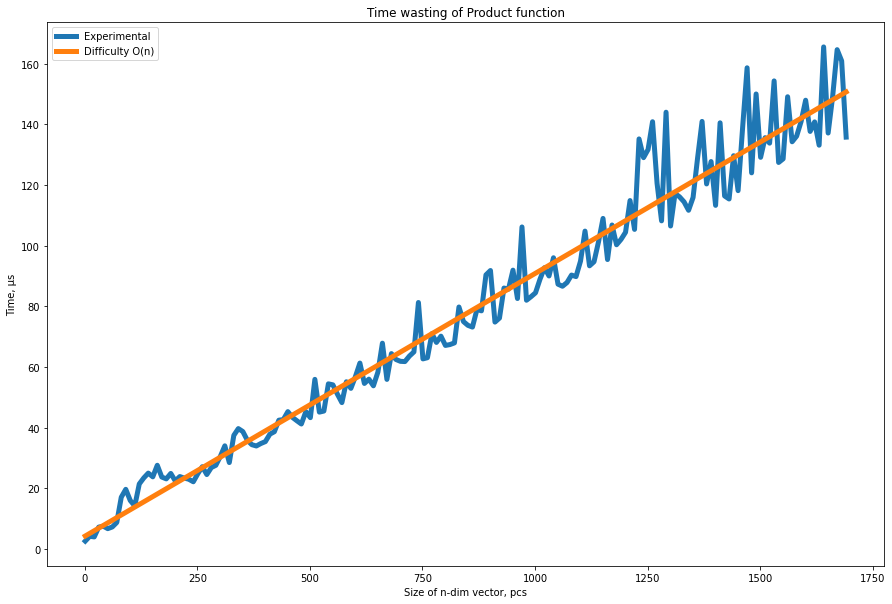 Time wasting of Product function
Experimental
Difficulty O(n)
Time, µs
160
140
120
100
80
60
40
20
0
0 250 500 750 1000 1250 1500 1750
Size of n-dim vector, pcs